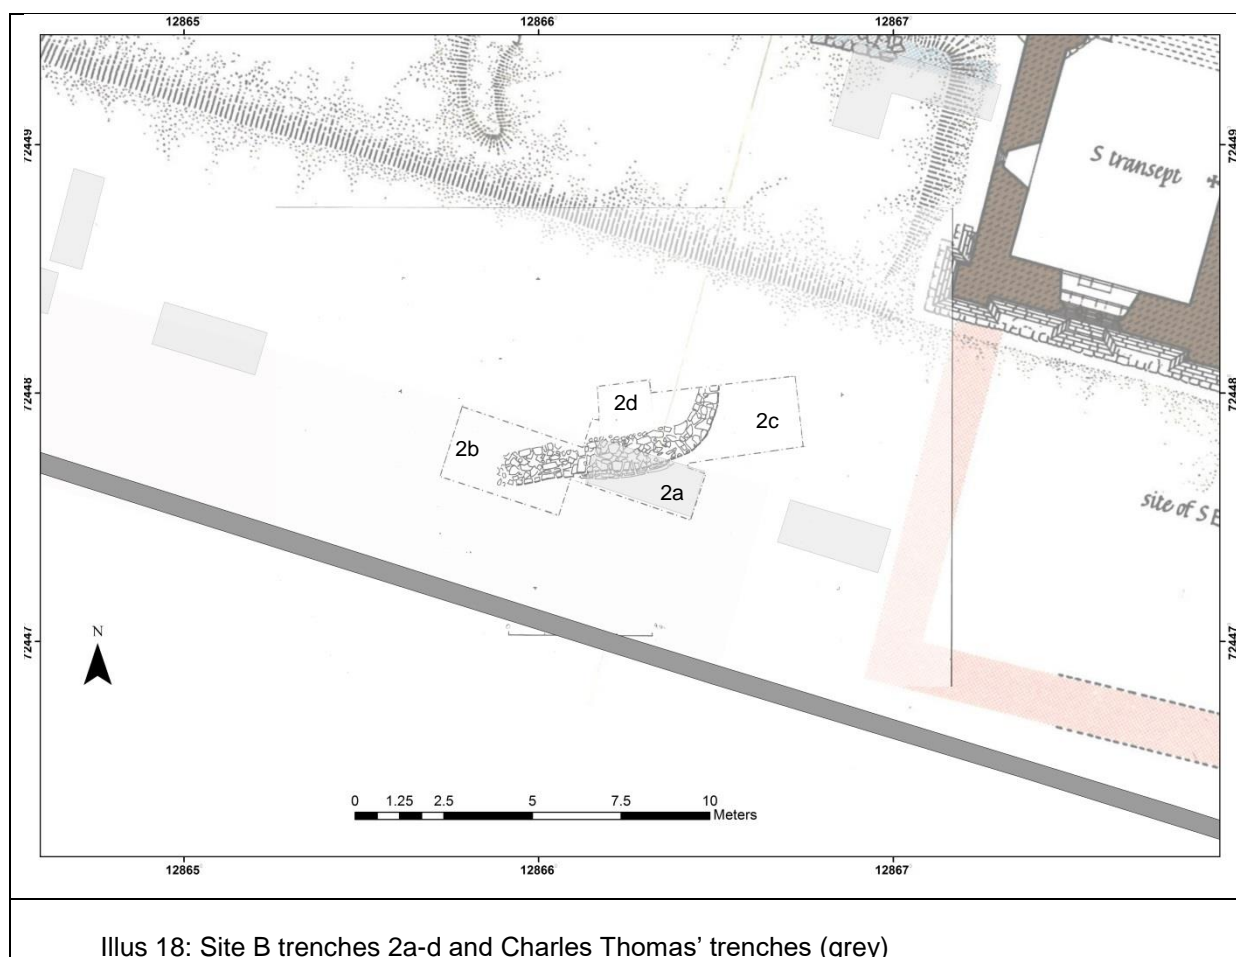 12865 12866 12867
72449 72449
S transept
72448 72448
2d
2c
2b
2a
site of S E
72447 72447
N
0 1.25 2.5 5 7.5 10
Meters
12865 12866 12867
Illus 18: Site B trenches 2a-d and Charles Thomas’ trenches (grey)